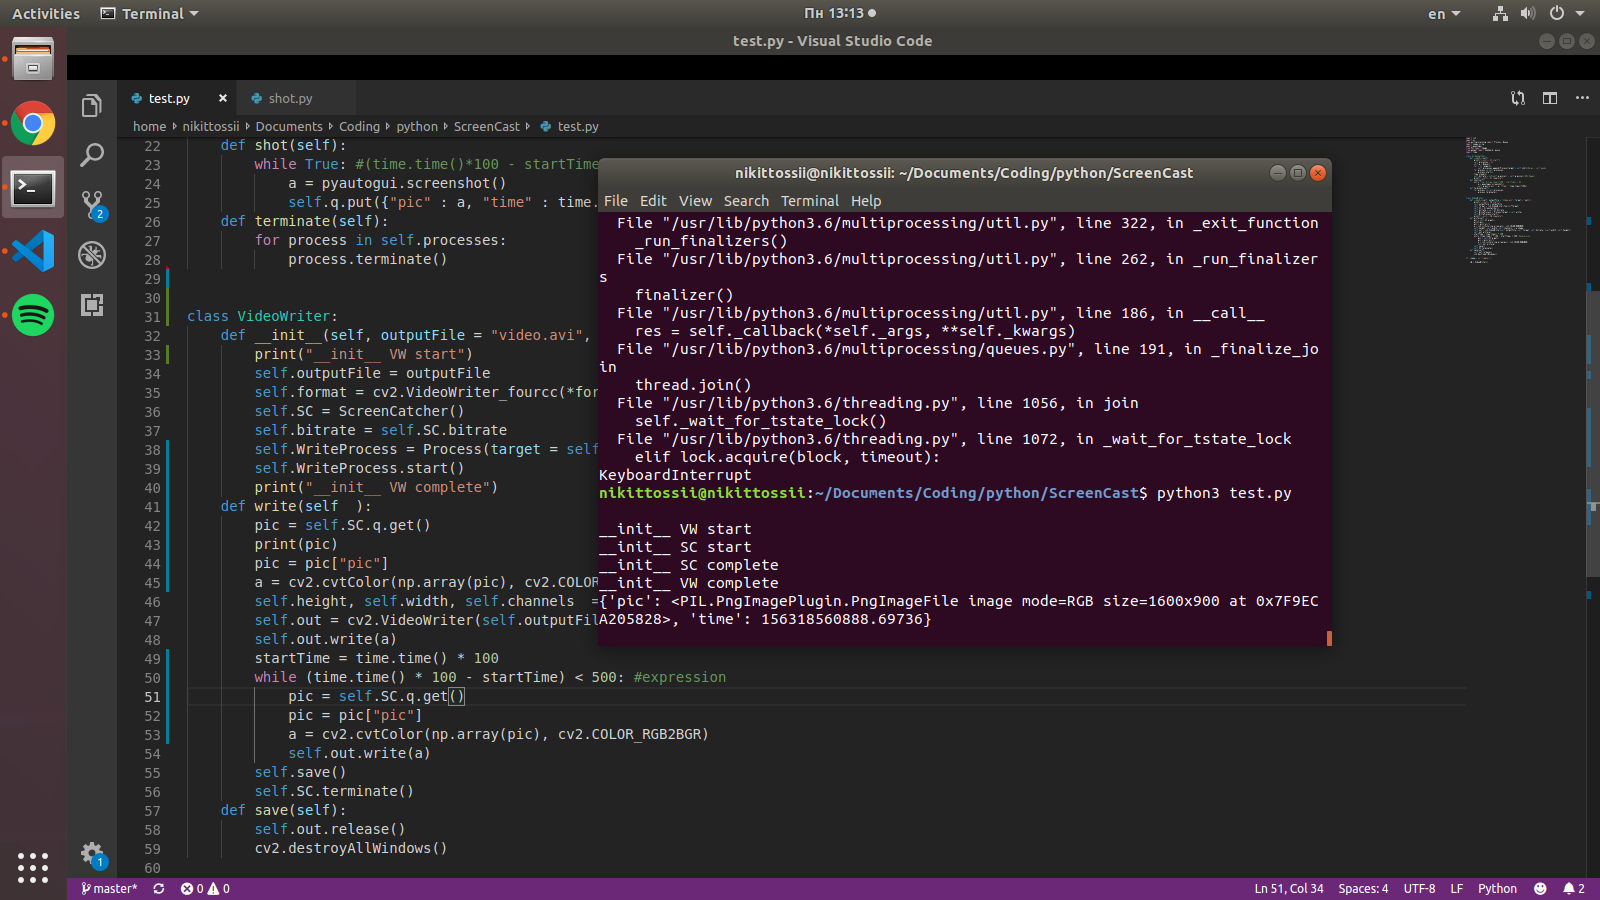 Activities
Terminal
Пн 13:13
en
test.py - Visual Studio Code
test.py
shot.py
home nikittossii Documents Coding python ScreenCast test.py
22 def shot(self):
23 while True: #(time.time()*100 - startTime
24 a = pyautogui.screenshot()
25 self.q.put({"pic" : a, "time" : time.
26 def terminate(self):
27 for process in self.processes:
28 process.terminate()
29
30
31 class VideoWriter:
32 def __init__(self, outputFile = "video.avi",
33 print("__init__ VW start")
34 self.outputFile = outputFile
35 self.format = cv2.VideoWriter_fourcc(*for
36 self.SC = ScreenCatcher()
37 self.bitrate = self.SC.bitrate
38 self.WriteProcess = Process(target = self
39 self.WriteProcess.start()
40 print("__init__ VW complete")
41 def write(self ):
42 pic = self.SC.q.get()
43 print(pic)
44 pic = pic["pic"]
45 a = cv2.cvtColor(np.array(pic), cv2.COLOR
46 self.height, self.width, self.channels =
47 self.out = cv2.VideoWriter(self.outputFil
48 self.out.write(a)
49 startTime = time.time() * 100
50 while (time.time() * 100 - startTime) < 500: #expression
51 pic = self.SC.q.get()
52 pic = pic["pic"]
53 a = cv2.cvtColor(np.array(pic), cv2.COLOR_RGB2BGR)
54 self.out.write(a)
55 self.save()
56 self.SC.terminate()
57 def save(self):
58 self.out.release()
59 cv2.destroyAllWindows()
60
nikittossii@nikittossii: ~/Documents/Coding/python/ScreenCast
File Edit View Search Terminal Help
File "/usr/lib/python3.6/multiprocessing/util.py", line 322, in _exit_function
_run_finalizers()
File "/usr/lib/python3.6/multiprocessing/util.py", line 262, in _run_finalizer
s
finalizer()
File "/usr/lib/python3.6/multiprocessing/util.py", line 186, in __call__
res = self._callback(*self._args, **self._kwargs)
File "/usr/lib/python3.6/multiprocessing/queues.py", line 191, in _finalize_jo
in
thread.join()
File "/usr/lib/python3.6/threading.py", line 1056, in join
self._wait_for_tstate_lock()
File "/usr/lib/python3.6/threading.py", line 1072, in _wait_for_tstate_lock
elif lock.acquire(block, timeout):
KeyboardInterrupt
nikittossii@nikittossii:~/Documents/Coding/python/ScreenCast$ python3 test.py
__init__ VW start
__init__ SC start
__init__ SC complete
__init__ VW complete
{'pic': <PIL.PngImagePlugin.PngImageFile image mode=RGB size=1600x900 at 0x7F9EC
A205828>, 'time': 156318560888.69736}
2
1
master* 0 0
Ln 51, Col 34 Spaces: 4 UTF-8 LF Python 2